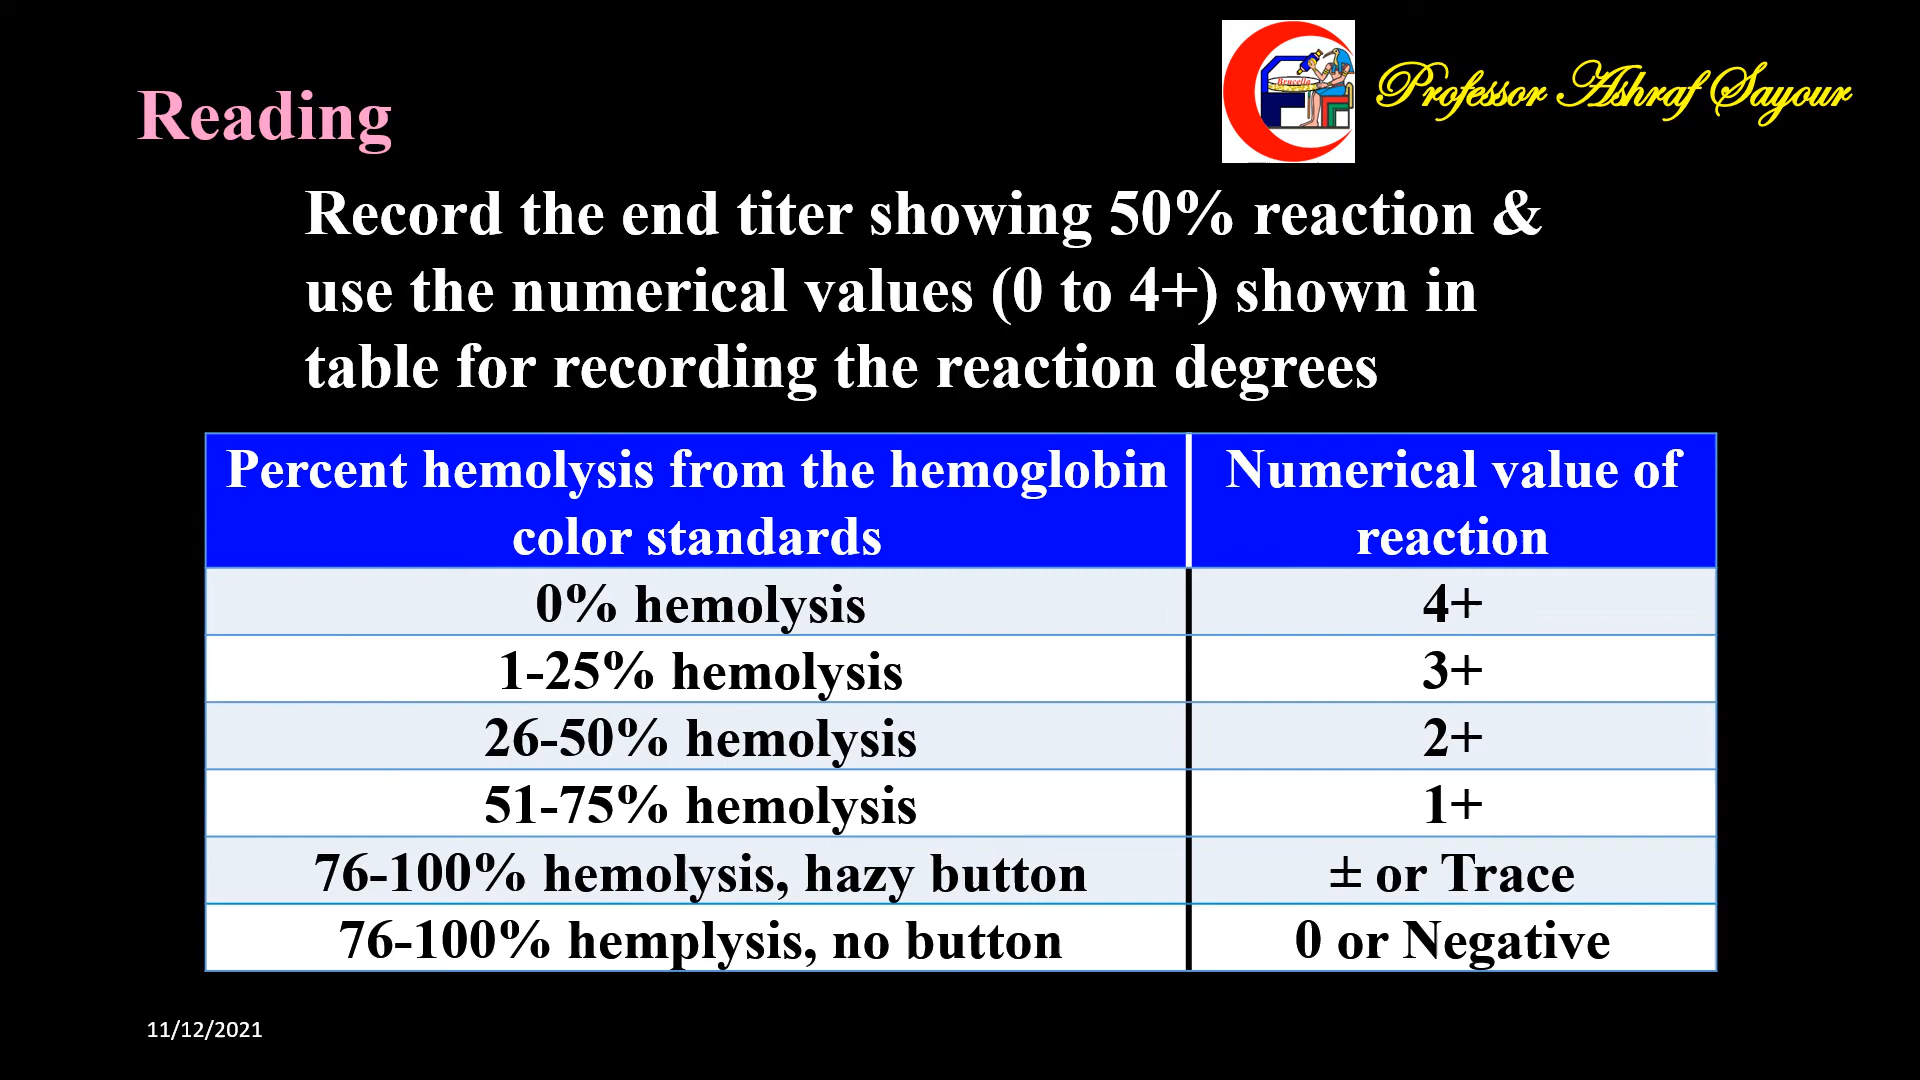 Brucella
Professor Ashraf Sayour
Reading
Record the end titer showing 50% reaction &
use the numerical values (0 to 4+) shown in
table for recording the reaction degrees
Percent hemolysis from the hemoglobin
color standards
Numerical value of
reaction
0% hemolysis
4+
1-25% hemolysis
3+
26-50% hemolysis
2+
51-75% hemolysis
1+
76-100% hemolysis, hazy button
± or Trace
76-100% hemplysis, no button
0 or Negative
11/12/2021